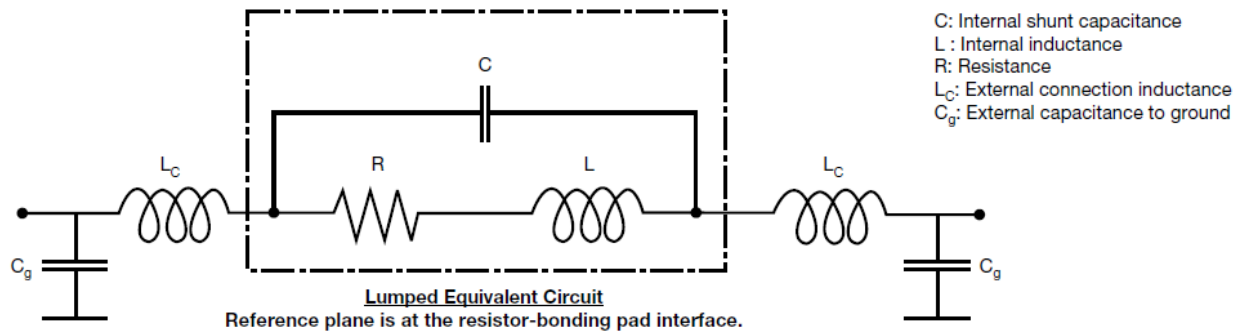 C: Internal shunt capacitance
L : Internal inductance
R: Resistance
LC: External connection inductance
Cg: External capacitance to ground
C
LC
R
L
LC
Cg
Cg
Lumped Equivalent Circuit
Reference plane is at the resistor-bonding pad interface.